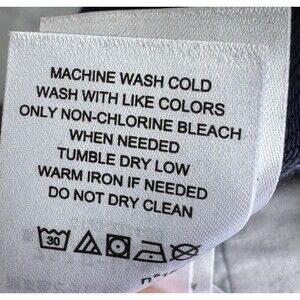 MACHINE WASH COLD
WASH WITH LIKE COLORS
ONLY NON-CHLORINE BLEACH
WHEN NEEDED
TUMBLE DRY LOW
WARM IRON IF NEEDED
DO NOT DRY CLEAN
30